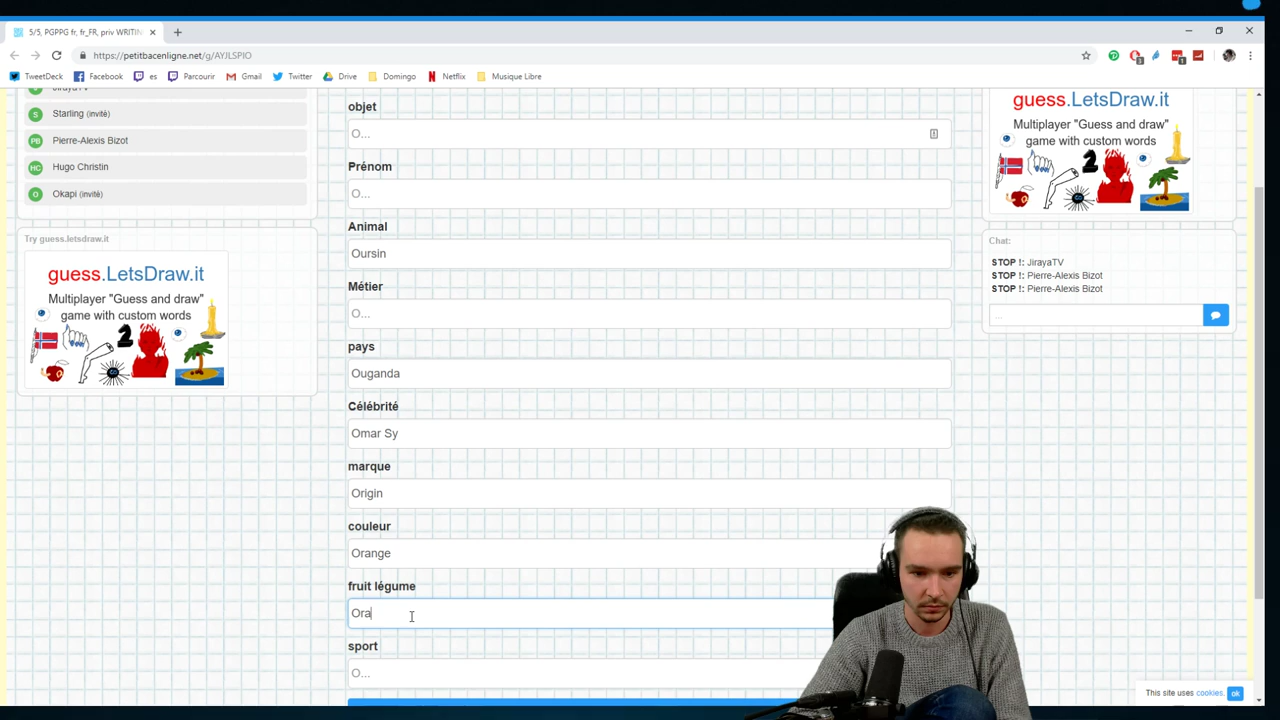 5/5, PGPPG fr, fr_FR, priv WRITIN
https://petitbacenligne.net/g/AYJLSPIO
TweetDeck Facebook es Parcourir Gmail Twitter Drive Domingo Netflix Musique Libre
JirayaTV
S Starling (invité)
PB Pierre-Alexis Bizot
HC Hugo Christin
O Okapi (invité)
Try guess.letsdraw.it
guess.LetsDraw.it
Multiplayer "Guess and draw"
game with custom words
objet
O...
Prénom
O...
Animal
Oursin
Métier
O...
pays
Ouganda
Célébrité
Omar Sy
marque
Origin
couleur
Orange
fruit légume
Ora
sport
O...
guess.LetsDraw.it
Multiplayer "Guess and draw"
game with custom words
Chat:
STOP !: JirayaTV
STOP !: Pierre-Alexis Bizot
STOP !: Pierre-Alexis Bizot
...
This site uses cookies. ok